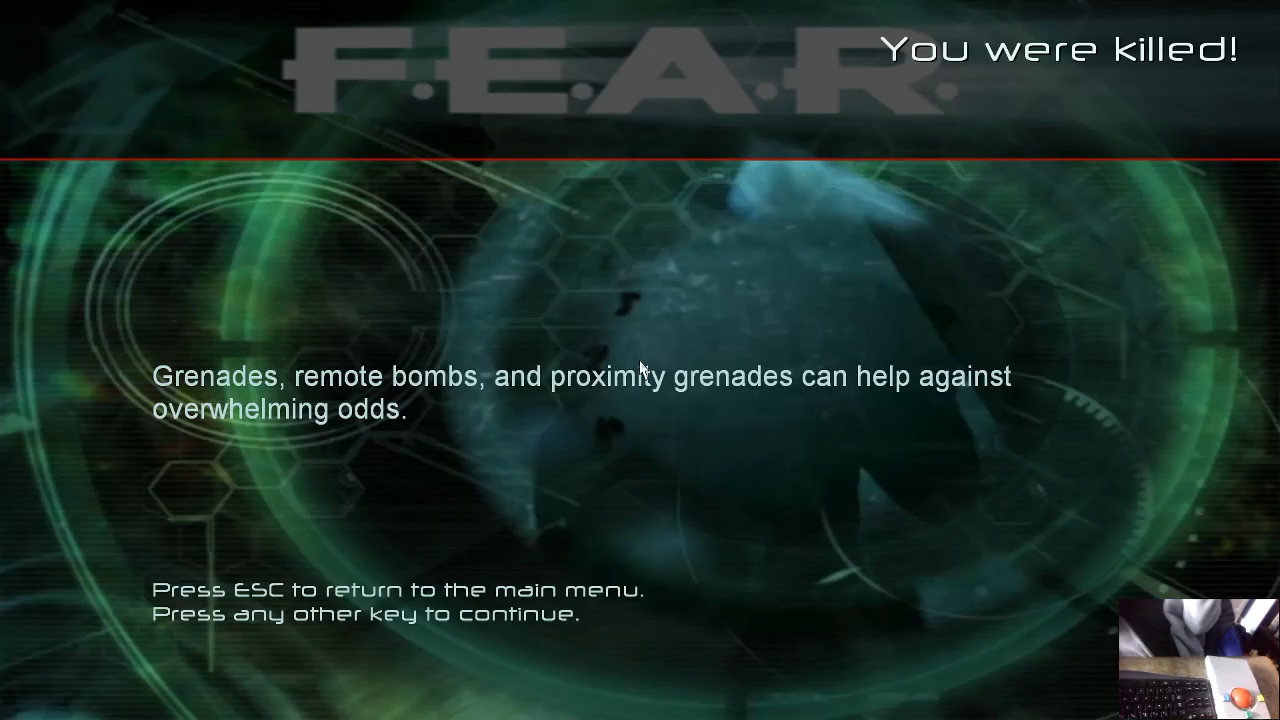 F.E.A.R.
You were killed!
Grenades, remote bombs, and proximity grenades can help against
overwhelming odds.
Press ESC to return to the main menu.
Press any other key to continue.